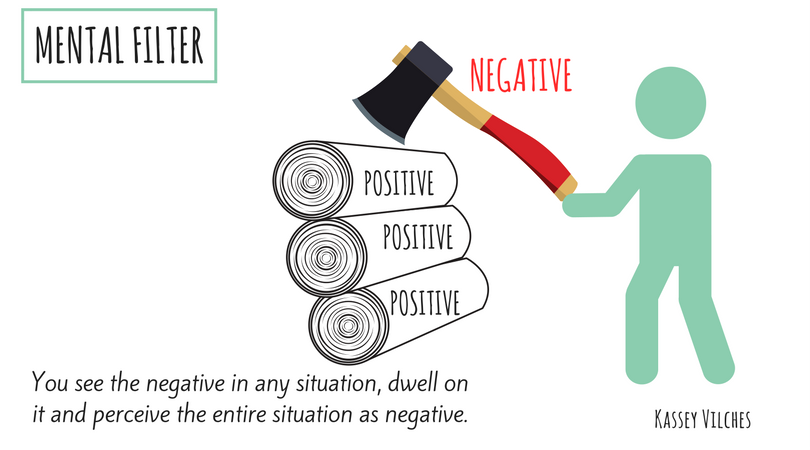 MENTAL FILTER
NEGATIVE
POSITIVE
POSITIVE
POSITIVE
You see the negative in any situation, dwell on
it and perceive the entire situation as negative.
KASSEY VILCHES